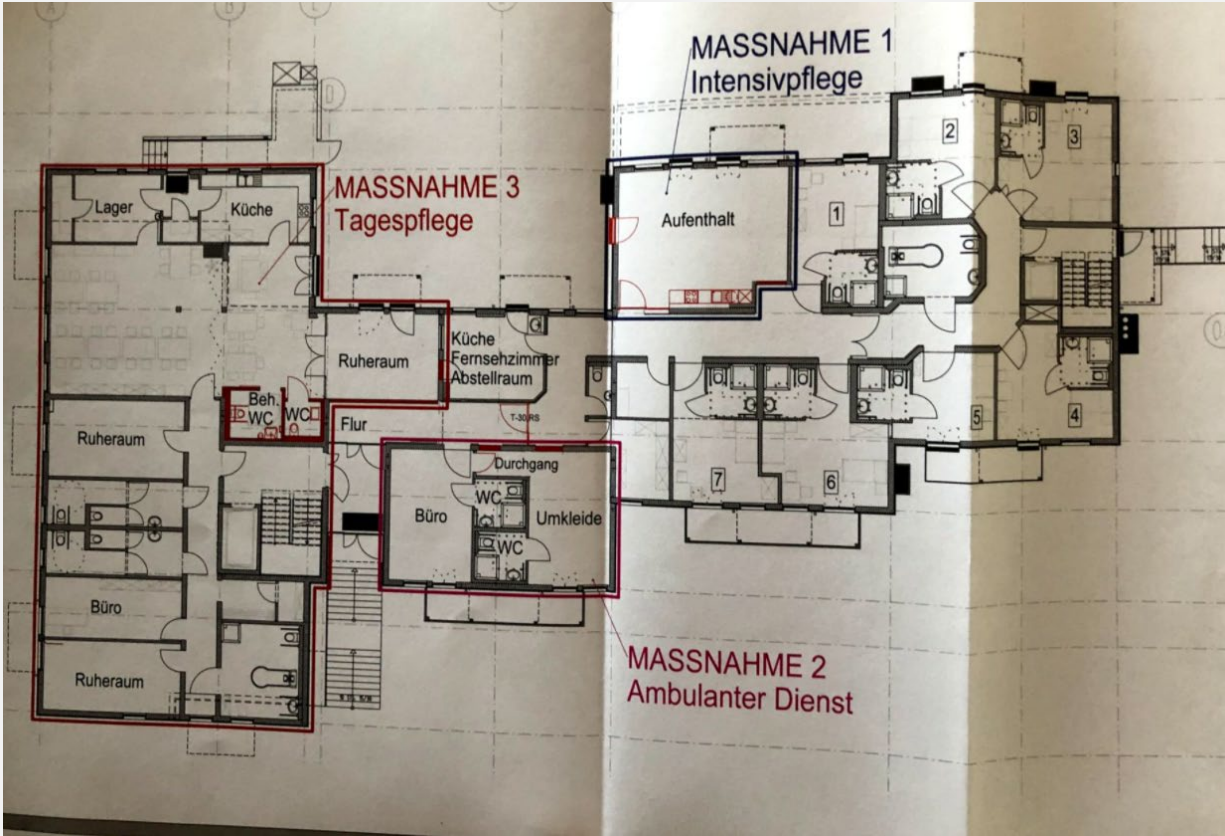 MASSNAHME 1
Intensivpflege
2
3
MASSNAHME 3
Tagespflege
Lager
Küche
Aufenthalt
1
Ruheraum
Küche
Fernsehzimmer
Abstellraum
Beh.
WC
WC
T-30 RS
Flur
5
4
Ruheraum
Durchgang
7
6
WC
Büro
Umkleide
WC
Büro
Ruheraum
MASSNAHME 2
Ambulanter Dienst